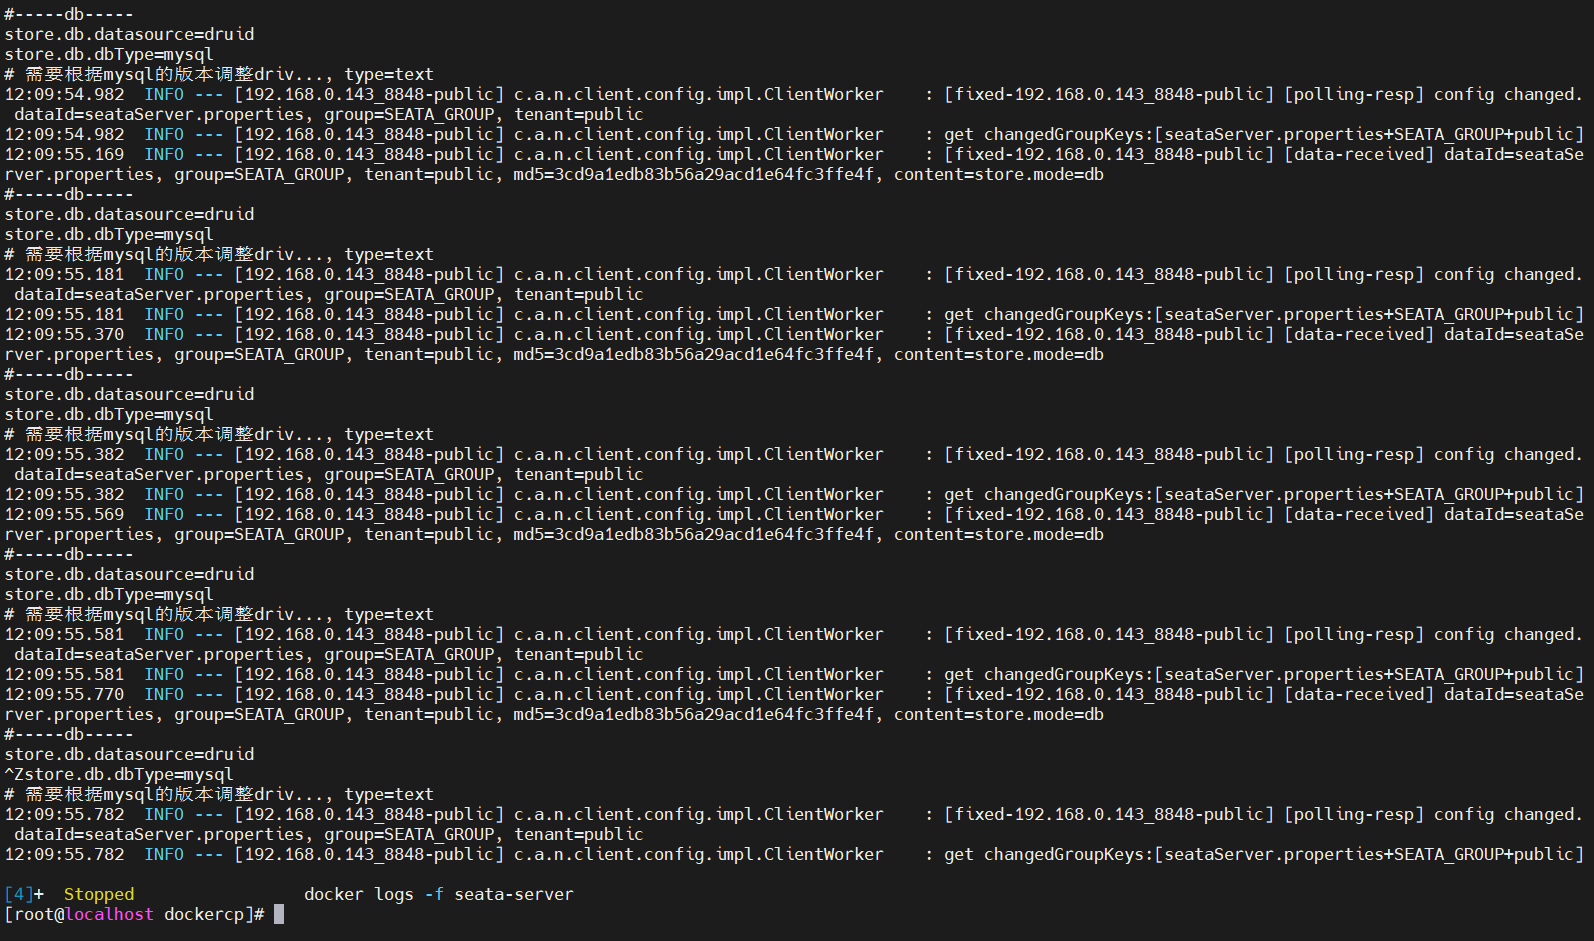 #-----db-----
store.db.datasource=druid
store.db.dbType=mysql
# 需要根据mysql的版本调整driv..., type=text
12:09:54.982  INFO --- [192.168.0.143_8848-public] c.a.n.client.config.impl.ClientWorker    : [fixed-192.168.0.143_8848-public] [polling-resp] config changed.
 dataId=seataServer.properties, group=SEATA_GROUP, tenant=public
12:09:54.982  INFO --- [192.168.0.143_8848-public] c.a.n.client.config.impl.ClientWorker    : get changedGroupKeys:[seataServer.properties+SEATA_GROUP+public]
12:09:55.169  INFO --- [192.168.0.143_8848-public] c.a.n.client.config.impl.ClientWorker    : [fixed-192.168.0.143_8848-public] [data-received] dataId=seataSe
rver.properties, group=SEATA_GROUP, tenant=public, md5=3cd9a1edb83b56a29acd1e64fc3ffe4f, content=store.mode=db
#-----db-----
store.db.datasource=druid
store.db.dbType=mysql
# 需要根据mysql的版本调整driv..., type=text
12:09:55.181  INFO --- [192.168.0.143_8848-public] c.a.n.client.config.impl.ClientWorker    : [fixed-192.168.0.143_8848-public] [polling-resp] config changed.
 dataId=seataServer.properties, group=SEATA_GROUP, tenant=public
12:09:55.181  INFO --- [192.168.0.143_8848-public] c.a.n.client.config.impl.ClientWorker    : get changedGroupKeys:[seataServer.properties+SEATA_GROUP+public]
12:09:55.370  INFO --- [192.168.0.143_8848-public] c.a.n.client.config.impl.ClientWorker    : [fixed-192.168.0.143_8848-public] [data-received] dataId=seataSe
rver.properties, group=SEATA_GROUP, tenant=public, md5=3cd9a1edb83b56a29acd1e64fc3ffe4f, content=store.mode=db
#-----db-----
store.db.datasource=druid
store.db.dbType=mysql
# 需要根据mysql的版本调整driv..., type=text
12:09:55.382  INFO --- [192.168.0.143_8848-public] c.a.n.client.config.impl.ClientWorker    : [fixed-192.168.0.143_8848-public] [polling-resp] config changed.
 dataId=seataServer.properties, group=SEATA_GROUP, tenant=public
12:09:55.382  INFO --- [192.168.0.143_8848-public] c.a.n.client.config.impl.ClientWorker    : get changedGroupKeys:[seataServer.properties+SEATA_GROUP+public]
12:09:55.569  INFO --- [192.168.0.143_8848-public] c.a.n.client.config.impl.ClientWorker    : [fixed-192.168.0.143_8848-public] [data-received] dataId=seataSe
rver.properties, group=SEATA_GROUP, tenant=public, md5=3cd9a1edb83b56a29acd1e64fc3ffe4f, content=store.mode=db
#-----db-----
store.db.datasource=druid
store.db.dbType=mysql
# 需要根据mysql的版本调整driv..., type=text
12:09:55.581  INFO --- [192.168.0.143_8848-public] c.a.n.client.config.impl.ClientWorker    : [fixed-192.168.0.143_8848-public] [polling-resp] config changed.
 dataId=seataServer.properties, group=SEATA_GROUP, tenant=public
12:09:55.581  INFO --- [192.168.0.143_8848-public] c.a.n.client.config.impl.ClientWorker    : get changedGroupKeys:[seataServer.properties+SEATA_GROUP+public]
12:09:55.770  INFO --- [192.168.0.143_8848-public] c.a.n.client.config.impl.ClientWorker    : [fixed-192.168.0.143_8848-public] [data-received] dataId=seataSe
rver.properties, group=SEATA_GROUP, tenant=public, md5=3cd9a1edb83b56a29acd1e64fc3ffe4f, content=store.mode=db
#-----db-----
store.db.datasource=druid
^Zstore.db.dbType=mysql
# 需要根据mysql的版本调整driv..., type=text
12:09:55.782  INFO --- [192.168.0.143_8848-public] c.a.n.client.config.impl.ClientWorker    : [fixed-192.168.0.143_8848-public] [polling-resp] config changed.
 dataId=seataServer.properties, group=SEATA_GROUP, tenant=public
12:09:55.782  INFO --- [192.168.0.143_8848-public] c.a.n.client.config.impl.ClientWorker    : get changedGroupKeys:[seataServer.properties+SEATA_GROUP+public]
[4]+  Stopped                 docker logs -f seata-server
[root@localhost dockercp]#